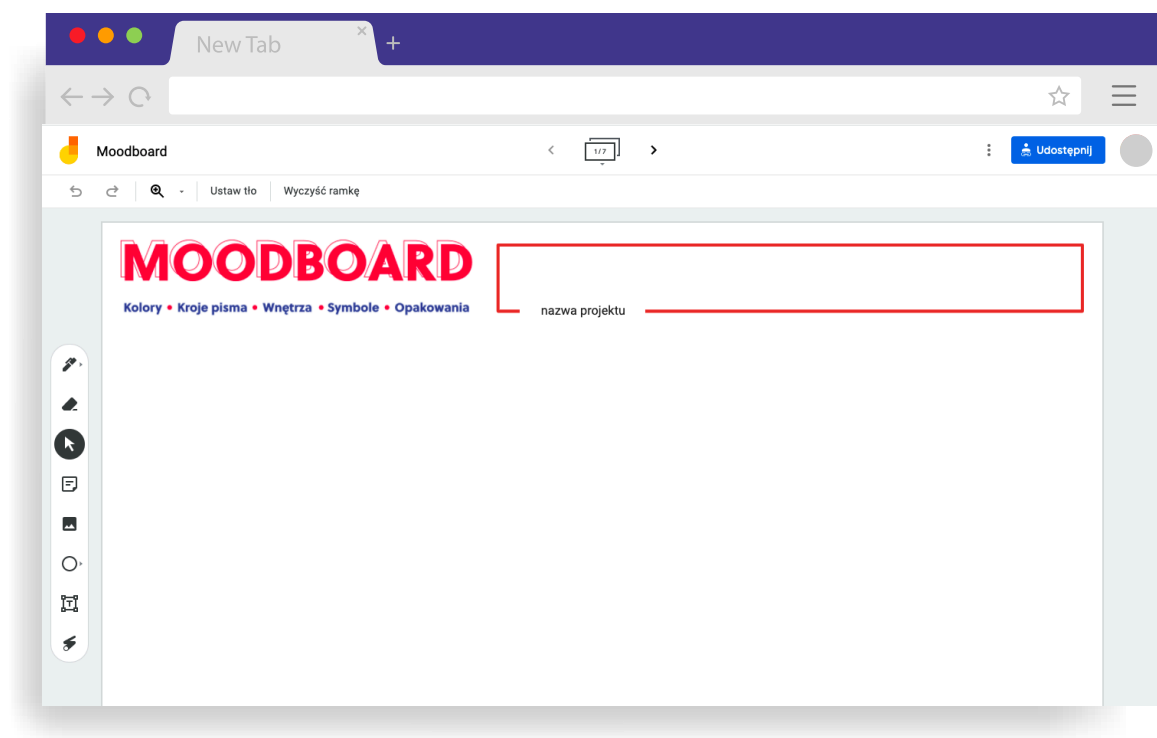 New Tab
Moodboard
1/7
Udostępnij
Ustaw tło
Wyczyść ramkę
MOODBOARD
Kolory • Kroje pisma • Wnętrza • Symbole • Opakowania
nazwa projektu